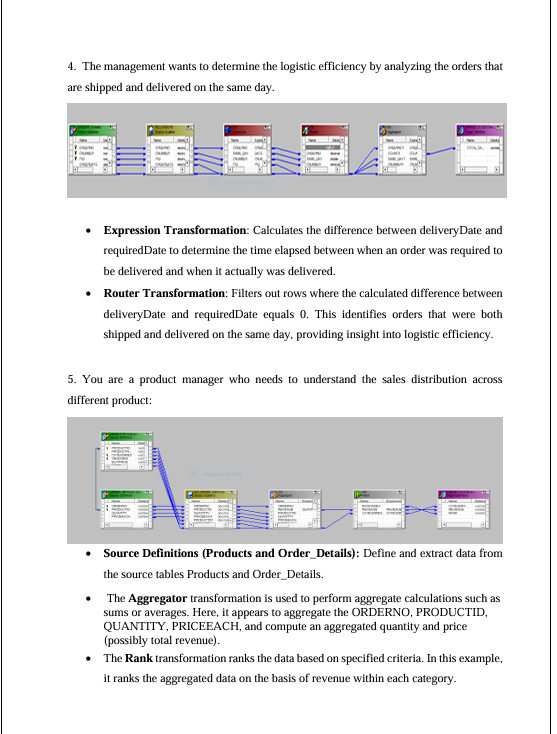 4. The management wants to determine the logistic efficiency by analyzing the orders that
are shipped and delivered on the same day.
• Expression Transformation: Calculates the difference between deliveryDate and
requiredDate to determine the time elapsed between when an order was required to
be delivered and when it actually was delivered.
• Router Transformation: Filters out rows where the calculated difference between
deliveryDate and requiredDate equals 0. This identifies orders that were both
shipped and delivered on the same day, providing insight into logistic efficiency.
5. You are a product manager who needs to understand the sales distribution across
different product:
• Source Definitions (Products and Order_Details): Define and extract data from
the source tables Products and Order_Details.
• The Aggregator transformation is used to perform aggregate calculations such as
sums or averages. Here, it appears to aggregate the ORDERNO, PRODUCTID,
QUANTITY, PRICEEACH, and compute an aggregated quantity and price
(possibly total revenue).
• The Rank transformation ranks the data based on specified criteria. In this example,
it ranks the aggregated data on the basis of revenue within each category.